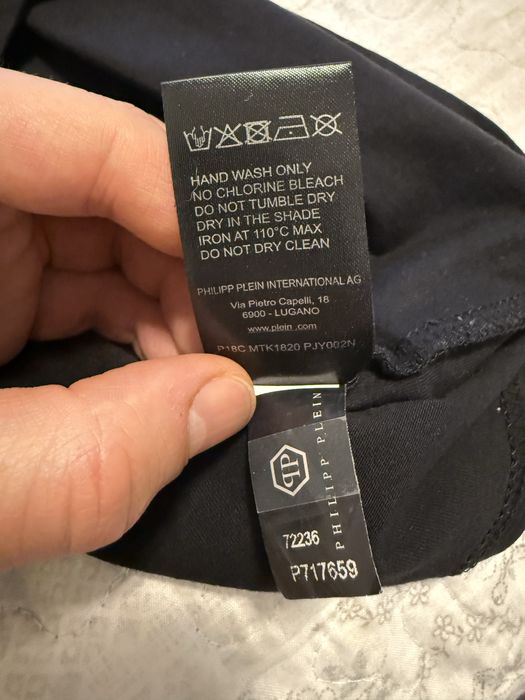 HAND WASH ONLY
NO CHLORINE BLEACH
DO NOT TUMBLE DRY
DRY IN THE SHADE
IRON AT 110°C MAX
DO NOT DRY CLEAN
PHILIPP PLEIN INTERNATIONAL AG
Via Pietro Capelli, 18
6900 - LUGANO
www.plein.com
P18C MTK1820 PJY002N
PHILIPP PLEIN
PP
72236
P717659